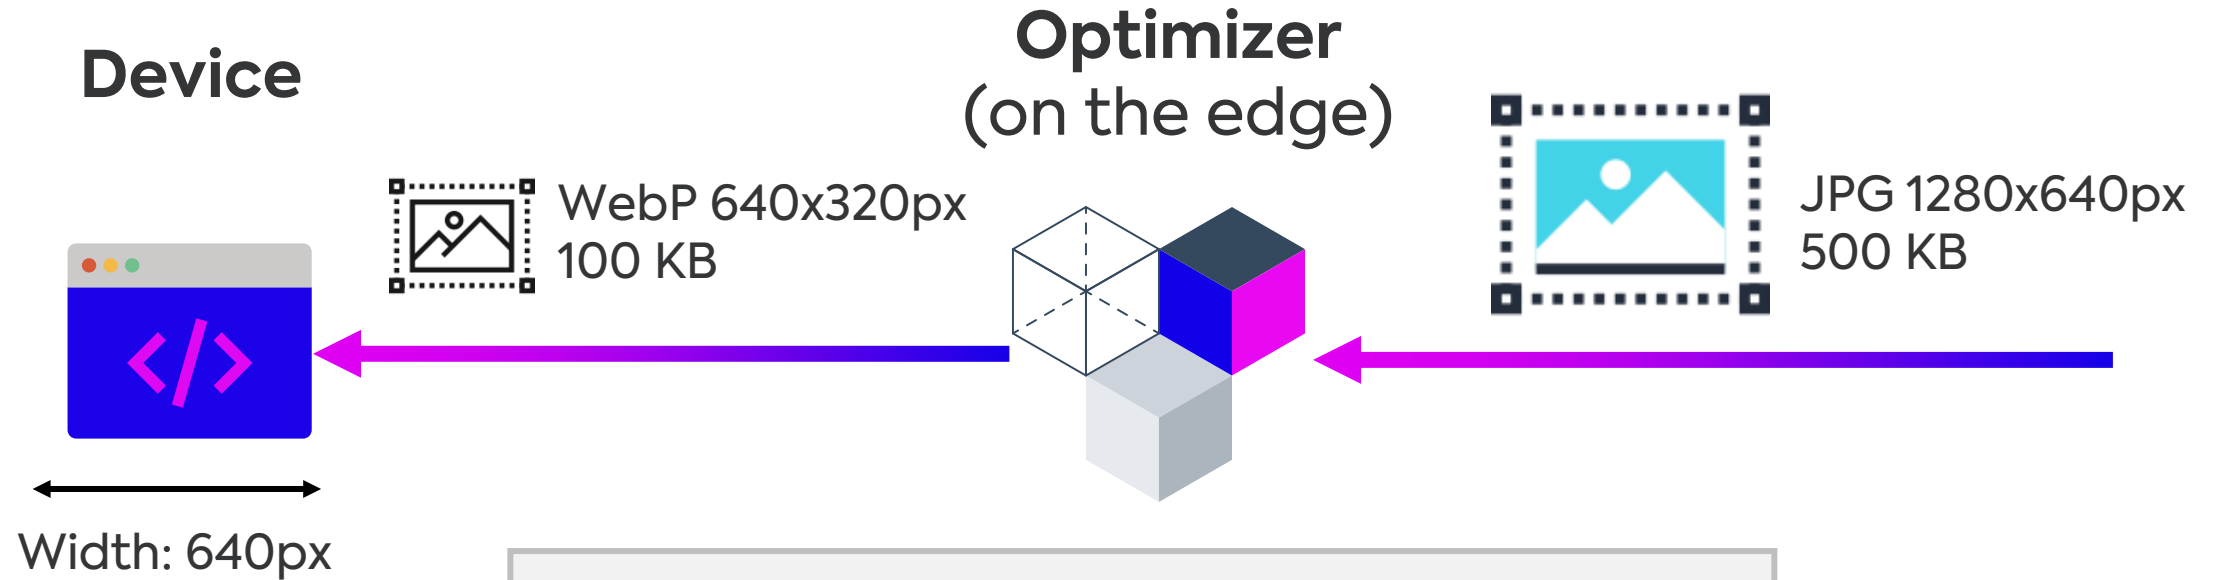 Device
Optimizer
(on the edge)
WebP 640x320px
100 KB
JPG 1280x640px
500 KB
</>
Width: 640px